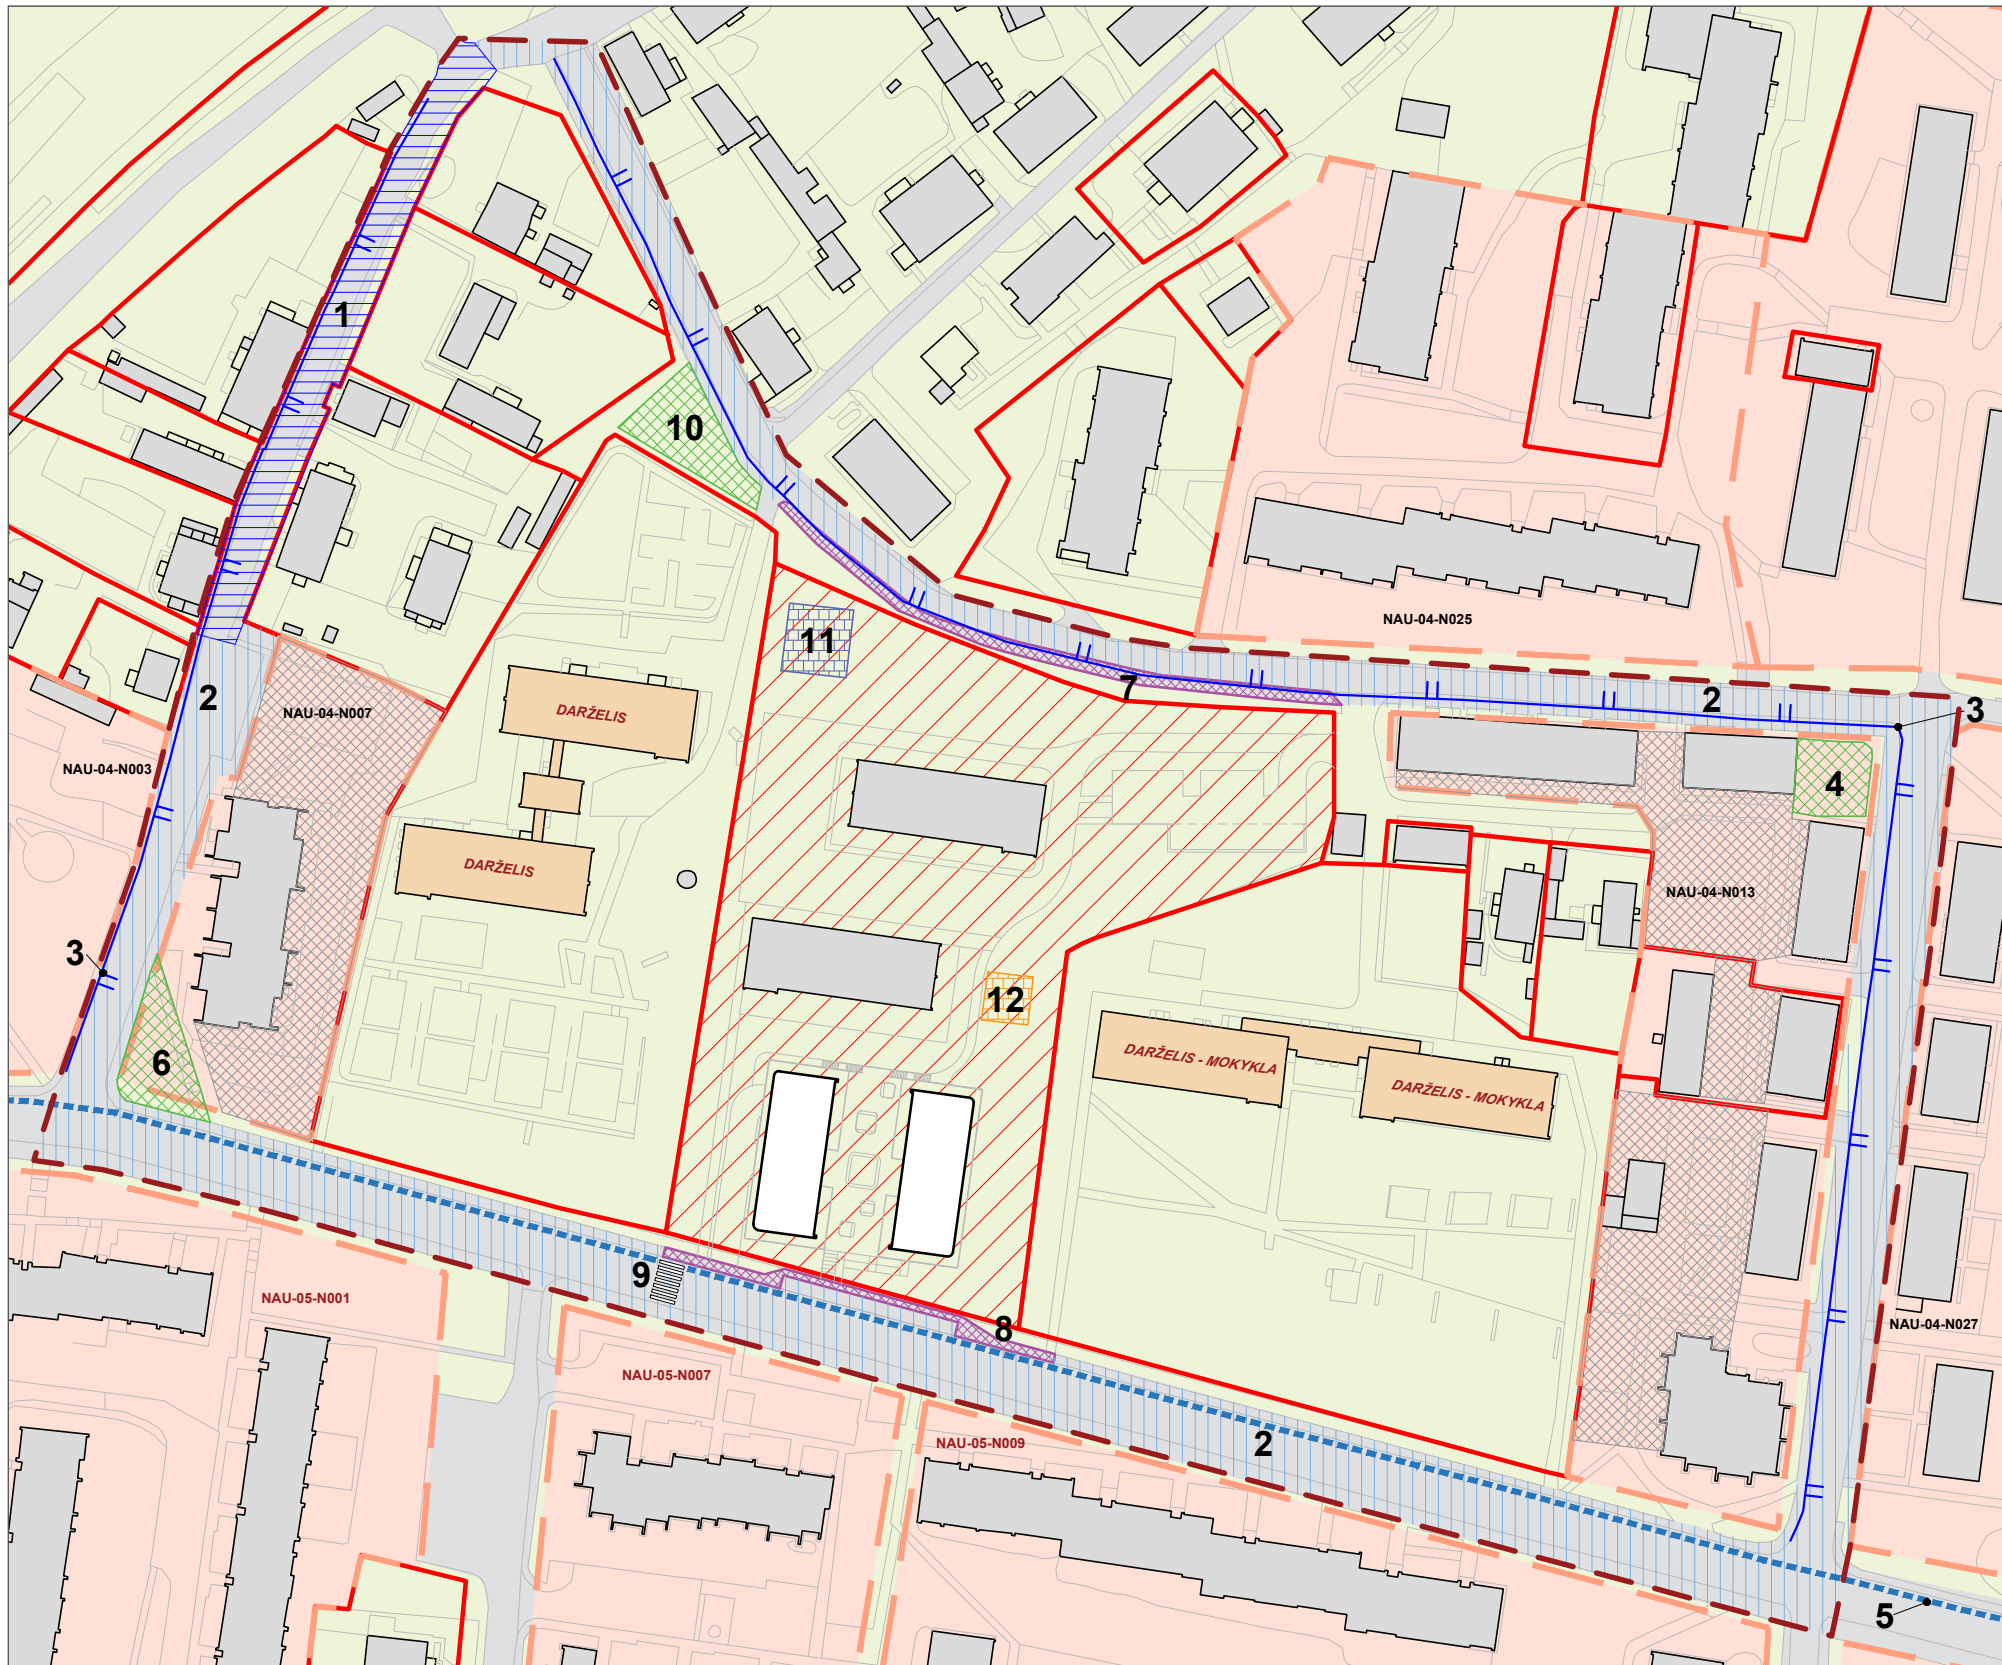 1
10
11
NAU-04-N025
2
NAU-04-N007
7
2
3
DARŽELIS
NAU-04-N003
4
DARŽELIS
NAU-04-N013
3
12
6
DARŽELIS - MOKYKLA
DARŽELIS - MOKYKLA
9
NAU-05-N001
8
NAU-04-N027
NAU-05-N007
NAU-05-N009
2
5